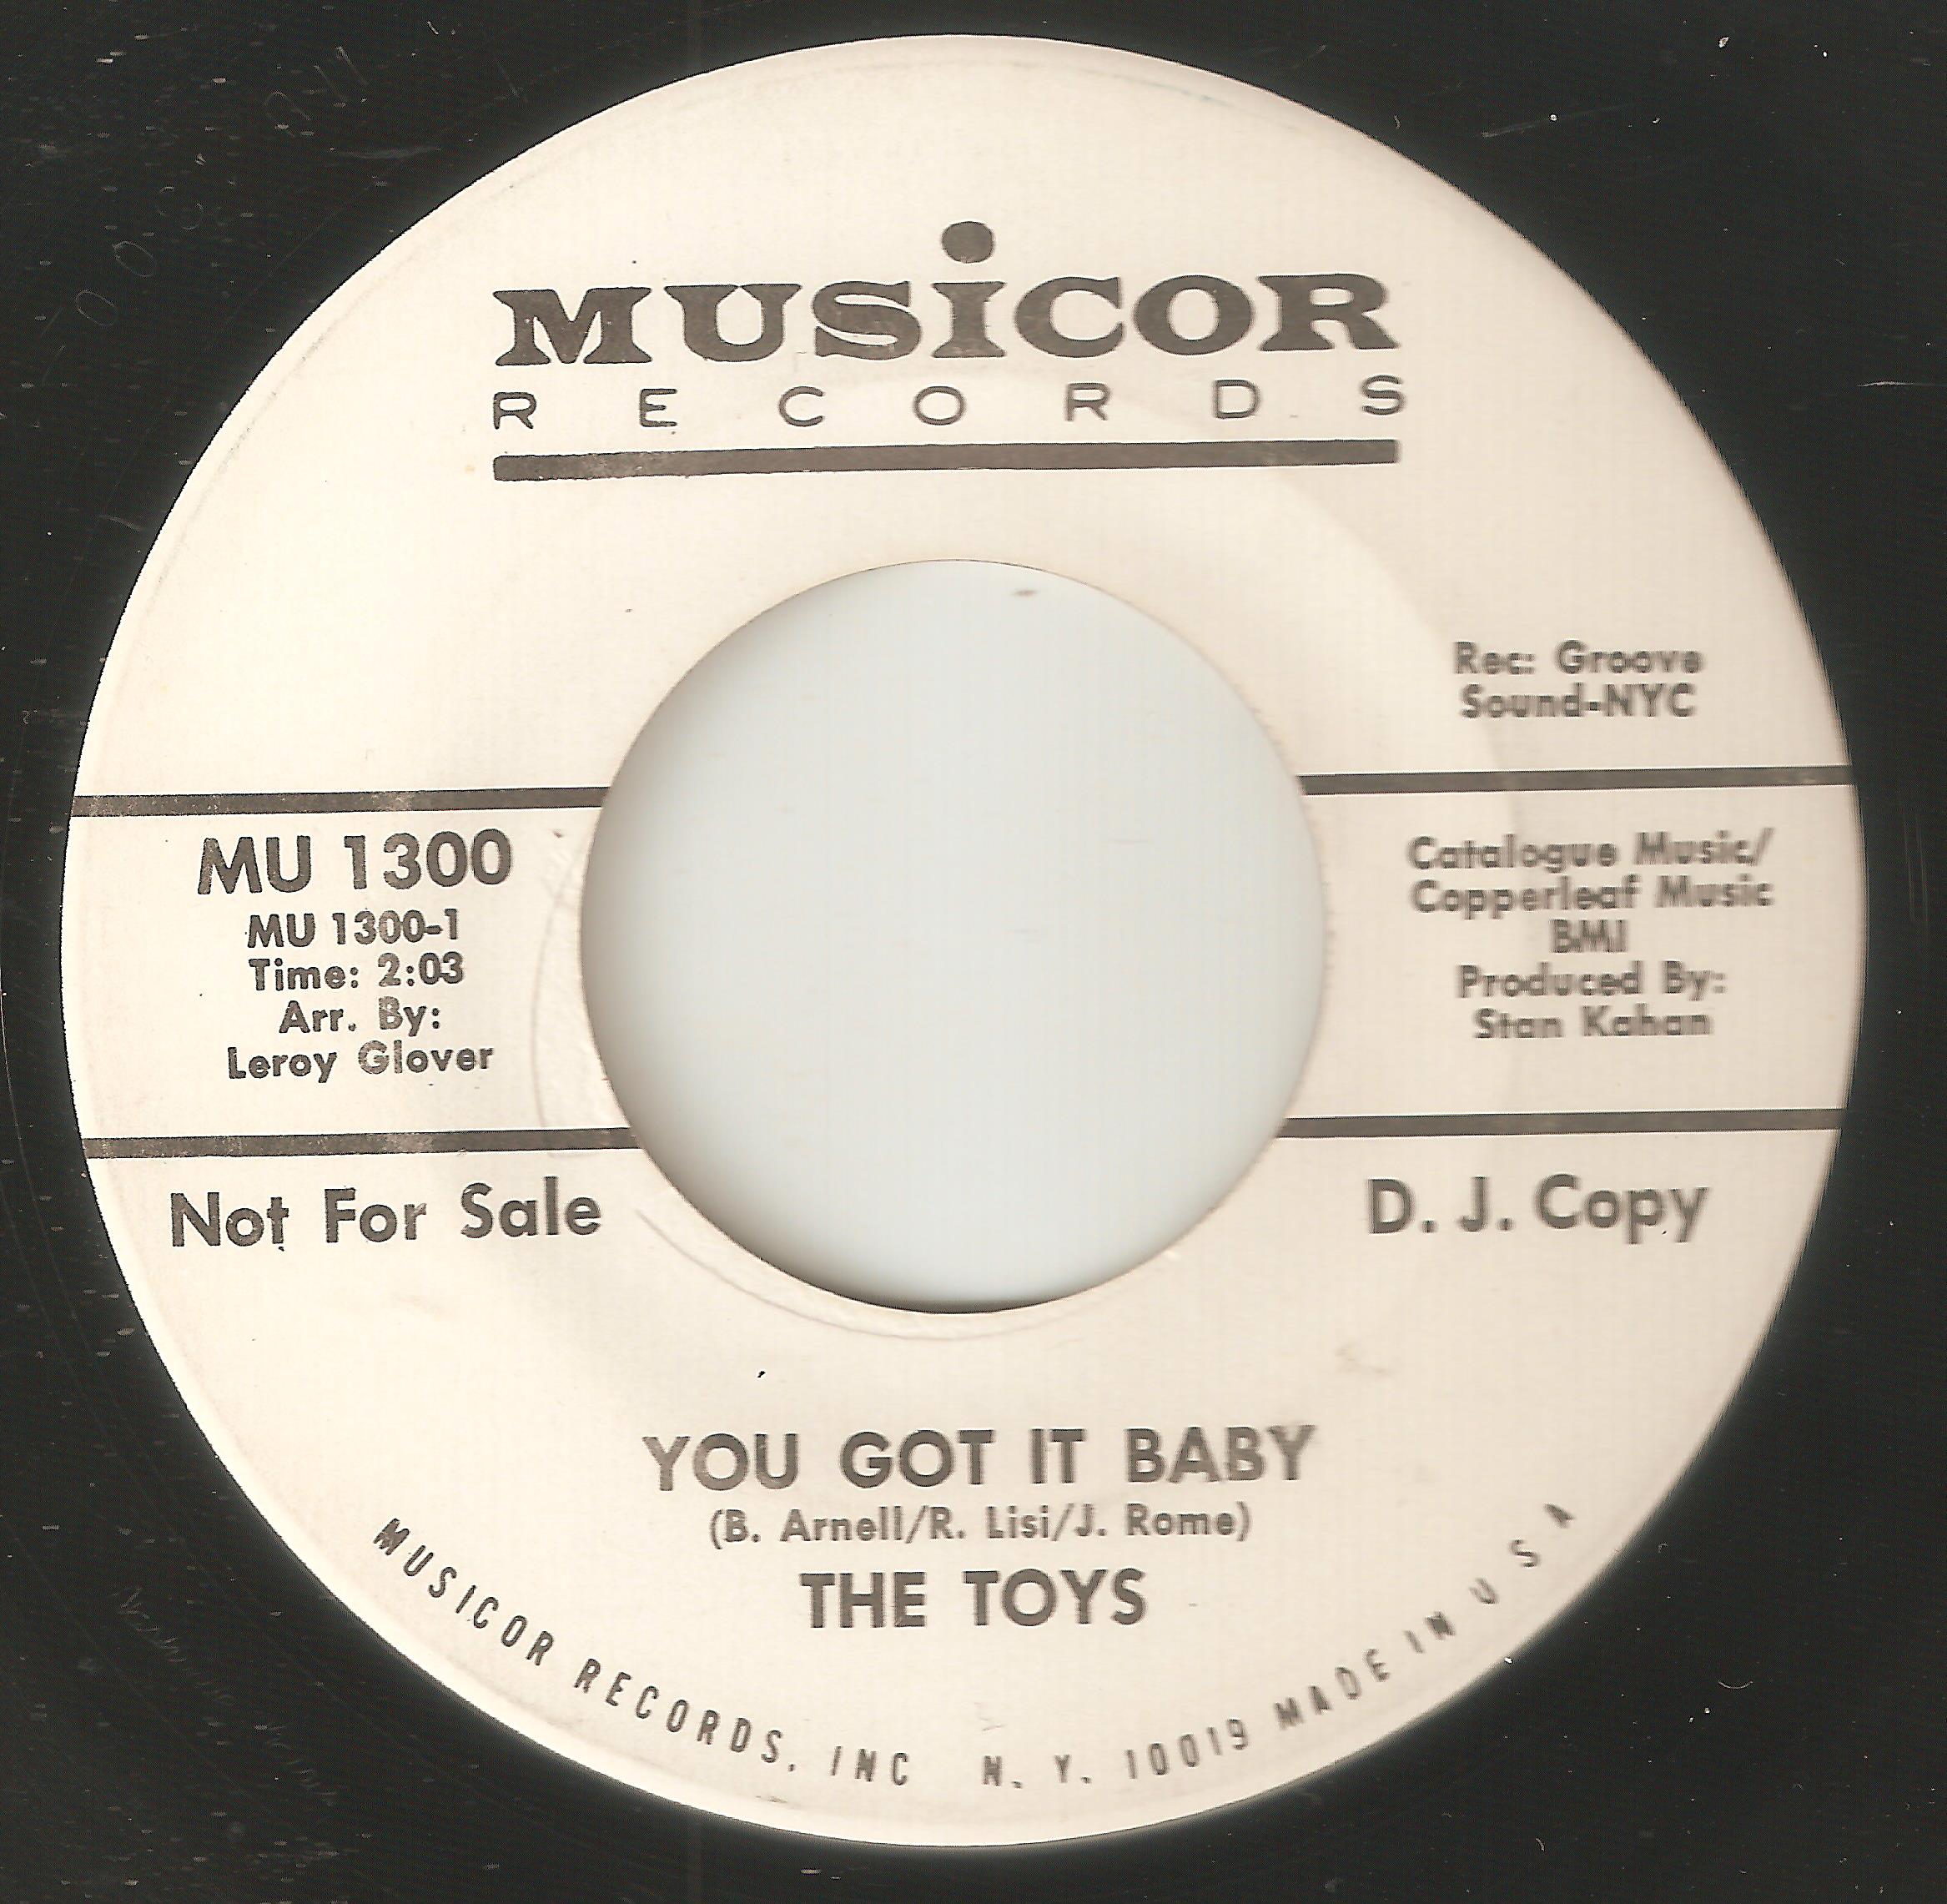 MUSiCOR
RECORDS
Rec: Groove
Sound-NYC
MU 1300
MU 1300-1
Time: 2:03
Arr. By:
Leroy Glover
Catalogue Music/
Copperleaf Music
BMI
Produced By:
Stan Kahan
Not For Sale
D. J. Copy
YOU GOT IT BABY
(B. Arnell/R. Lisi/J. Rome)
THE TOYS
MUSICOR RECORDS, INC N. Y. 10019 MADE IN U S A